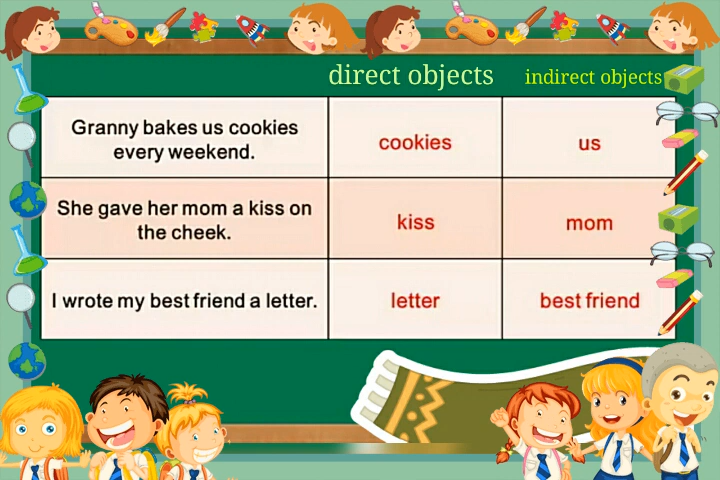 direct objects
indirect objects
Granny bakes us cookies
every weekend.
cookies
us
She gave her mom a kiss on
the cheek.
kiss
mom
I wrote my best friend a letter.
letter
best friend